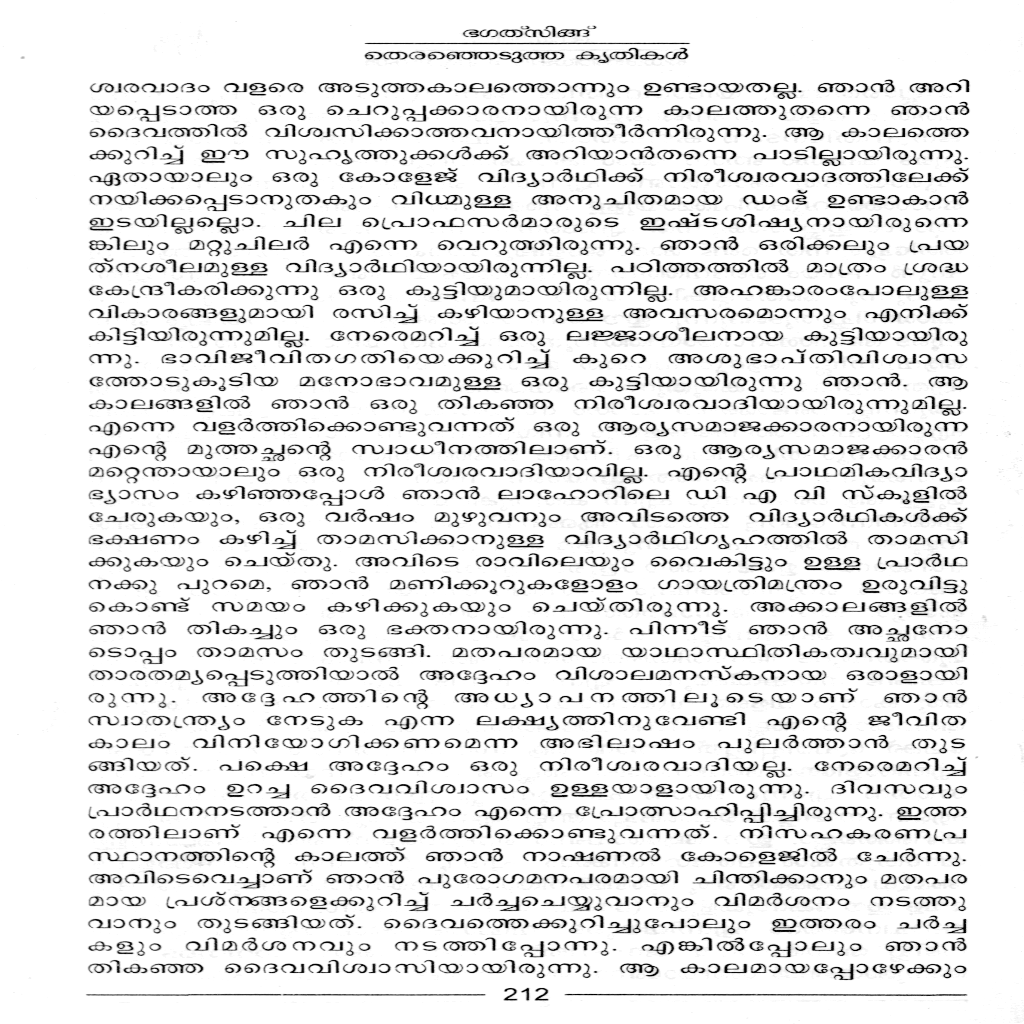 ഭഗത്സിങ്ങ്
തെരഞ്ഞെടുത്ത കൃതികൾ
ശ്വരവാദം വളരെ അടുത്തകാലത്തൊന്നും ഉണ്ടായതല്ല. ഞാൻ അറി
യപ്പെടാത്ത ഒരു ചെറുപ്പക്കാരനായിരുന്ന കാലത്തുതന്നെ ഞാൻ
ദൈവത്തിൽ വിശ്വസിക്കാത്തവനായിത്തീർന്നിരുന്നു. ആ കാലത്തെ
ക്കുറിച്ച് ഈ സുഹൃത്തുക്കൾക്ക് അറിയാൻതന്നെ പാടില്ലായിരുന്നു.
ഏതായാലും ഒരു കോളേജ് വിദ്യാർഥിക്ക് നിരീശ്വരവാദത്തിലേക്ക്
നയിക്കപ്പെടാനുതകും വിധമുള്ള അനുചിതമായ ഡംഭ് ഉണ്ടാകാൻ
ഇടയില്ലല്ലൊ. ചില പ്രൊഫസർമാരുടെ ഇഷ്ടശിഷ്യനായിരുന്നെ
ങ്കിലും മറ്റുചിലർ എന്നെ വെറുത്തിരുന്നു. ഞാൻ ഒരിക്കലും പ്രയ
ത്നശീലമുള്ള വിദ്യാർഥിയായിരുന്നില്ല. പഠിത്തത്തിൽ മാത്രം ശ്രദ്ധ
കേന്ദ്രീകരിക്കുന്നു ഒരു കുട്ടിയുമായിരുന്നില്ല. അഹങ്കാരംപോലുള്ള
വികാരങ്ങളുമായി രസിച്ച് കഴിയാനുള്ള അവസരമൊന്നും എനിക്ക്
കിട്ടിയിരുന്നുമില്ല. നേരെമറിച്ച് ഒരു ലജ്ജാശീലനായ കുട്ടിയായിരു
ന്നു. ഭാവിജീവിതഗതിയെക്കുറിച്ച് കുറെ അശുഭാപ്തിവിശ്വാസ
ത്തോടുകൂടിയ മനോഭാവമുള്ള ഒരു കുട്ടിയായിരുന്നു ഞാൻ. ആ
കാലങ്ങളിൽ ഞാൻ ഒരു തികഞ്ഞ നിരീശ്വരവാദിയായിരുന്നുമില്ല.
എന്നെ വളർത്തിക്കൊണ്ടുവന്നത് ഒരു ആര്യസമാജക്കാരനായിരുന്ന
എന്റെ മുത്തച്ഛന്റെ സ്വാധീനത്തിലാണ്. ഒരു ആര്യസമാജക്കാരൻ
മറ്റെന്തായാലും ഒരു നിരീശ്വരവാദിയാവില്ല. എന്റെ പ്രാഥമികവിദ്യാ
ഭ്യാസം കഴിഞ്ഞപ്പോൾ ഞാൻ ലാഹോറിലെ ഡി എ വി സ്കൂളിൽ
ചേരുകയും, ഒരു വർഷം മുഴുവനും അവിടത്തെ വിദ്യാർഥികൾക്ക്
ഭക്ഷണം കഴിച്ച് താമസിക്കാനുള്ള വിദ്യാർഥിഗൃഹത്തിൽ താമസി
ക്കുകയും ചെയ്തു. അവിടെ രാവിലെയും വൈകിട്ടും ഉള്ള പ്രാർഥ
നക്കു പുറമെ, ഞാൻ മണിക്കൂറുകളോളം ഗായത്രിമന്ത്രം ഉരുവിട്ടു
കൊണ്ട് സമയം കഴിക്കുകയും ചെയ്തിരുന്നു. അക്കാലങ്ങളിൽ
ഞാൻ തികച്ചും ഒരു ഭക്തനായിരുന്നു. പിന്നീട് ഞാൻ അച്ഛനോ
ടൊപ്പം താമസം തുടങ്ങി. മതപരമായ യാഥാസ്ഥിതികത്വവുമായി
താരതമ്യപ്പെടുത്തിയാൽ അദ്ദേഹം വിശാലമനസ്കനായ ഒരാളായി
രുന്നു. അദ്ദേഹത്തിന്റെ അധ്യാപനത്തിലൂടെയാണ് ഞാൻ
സ്വാതന്ത്ര്യം നേടുക എന്ന ലക്ഷ്യത്തിനുവേണ്ടി എന്റെ ജീവിത
കാലം വിനിയോഗിക്കണമെന്ന അഭിലാഷം പുലർത്താൻ തുട
ങ്ങിയത്. പക്ഷെ അദ്ദേഹം ഒരു നിരീശ്വരവാദിയല്ല. നേരെമറിച്ച്
അദ്ദേഹം ഉറച്ച ദൈവവിശ്വാസം ഉള്ളയാളായിരുന്നു. ദിവസവും
പ്രാർഥനനടത്താൻ അദ്ദേഹം എന്നെ പ്രോത്സാഹിപ്പിച്ചിരുന്നു. ഇത്ത
രത്തിലാണ് എന്നെ വളർത്തിക്കൊണ്ടുവന്നത്. നിസഹകരണപ്ര
സ്ഥാനത്തിന്റെ കാലത്ത് ഞാൻ നാഷണൽ കോളെജിൽ ചേർന്നു.
അവിടെവെച്ചാണ് ഞാൻ പുരോഗമനപരമായി ചിന്തിക്കാനും മതപര
മായ പ്രശ്നങ്ങളെക്കുറിച്ച് ചർച്ചചെയ്യുവാനും വിമർശനം നടത്തു
വാനും തുടങ്ങിയത്. ദൈവത്തെക്കുറിച്ചുപോലും ഇത്തരം ചർച്ച
കളും വിമർശനവും നടത്തിപ്പോന്നു. എങ്കിൽപ്പോലും ഞാൻ
തികഞ്ഞ ദൈവവിശ്വാസിയായിരുന്നു. ആ കാലമായപ്പോഴേക്കും
212